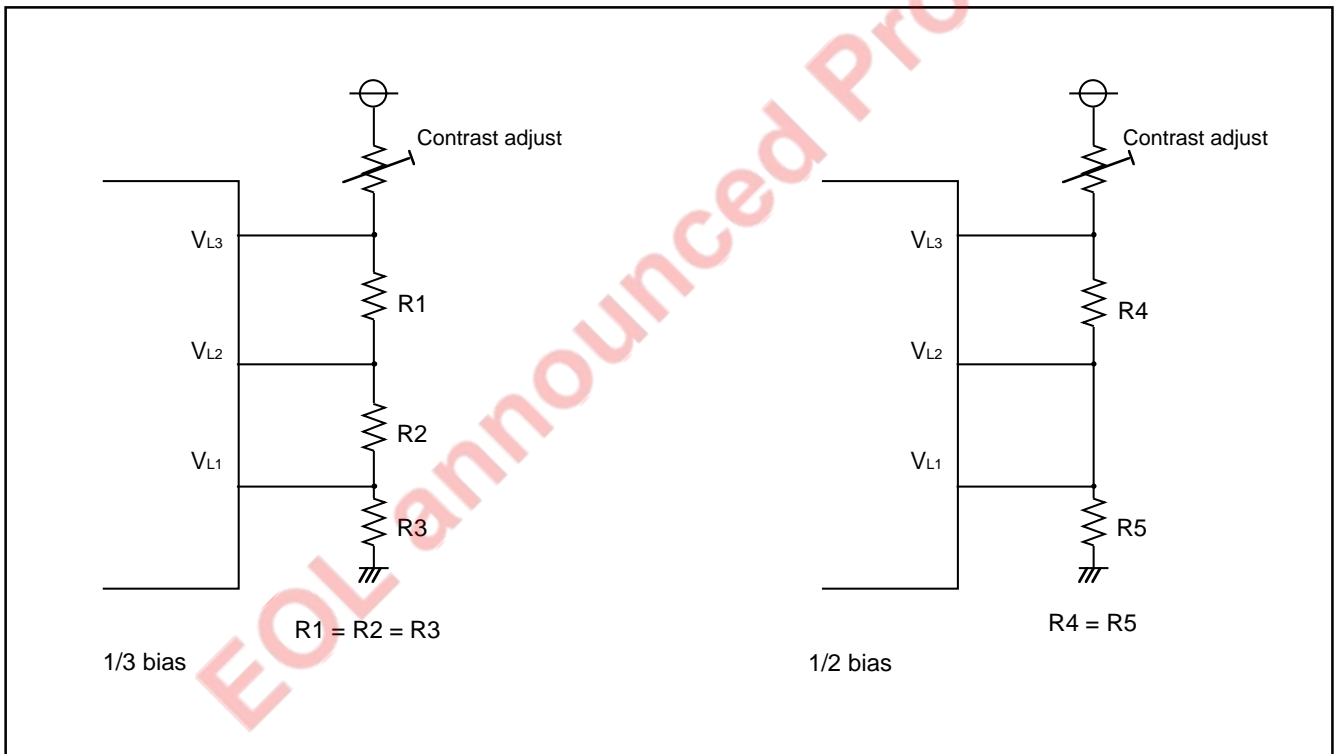 EOL announced Pro
Contrast adjust
VL3
R1
VL2
R2
VL1
R3
R1 = R2 = R3
1/3 bias
Contrast adjust
VL3
R4
VL2
VL1
R5
R4 = R5
1/2 bias